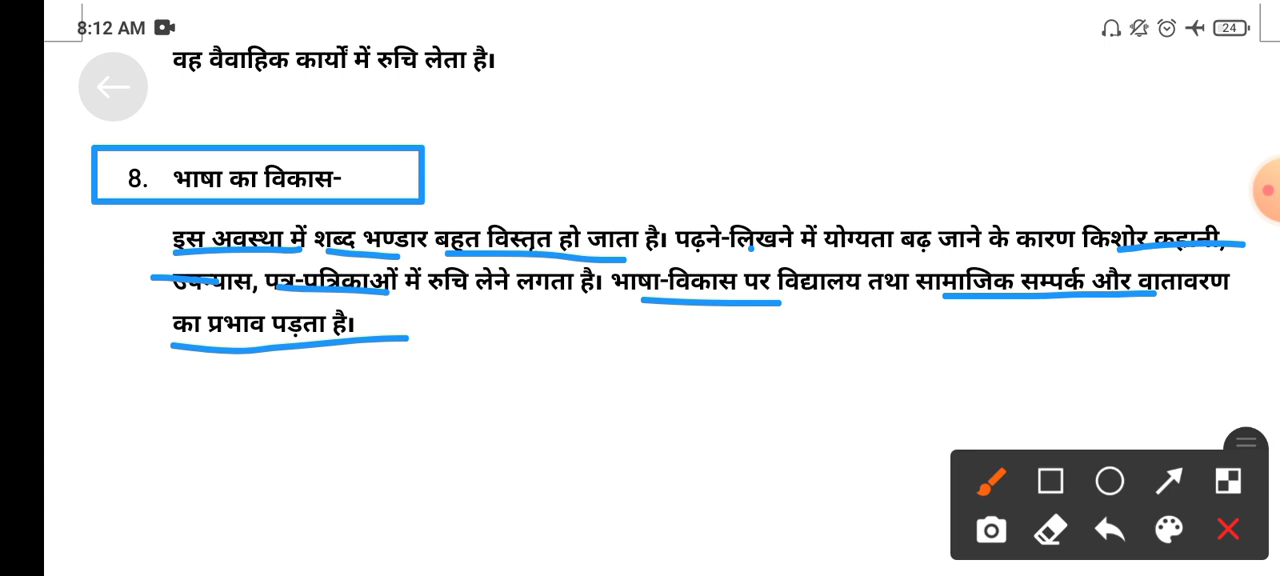 8:12 AM
24
वह वैवाहिक कार्यों में रुचि लेता है।
8. भाषा का विकास-
इस अवस्था में शब्द भण्डार बहत विस्तृत हो जाता है। पढ़ने-लिखने में योग्यता बढ़ जाने के कारण किशोर कहानी,
उपन्यास, पत्र-पत्रिकाओं में रुचि लेने लगता है। भाषा-विकास पर विद्यालय तथा सामाजिक सम्पर्क और वातावरण
का प्रभाव पड़ता है।